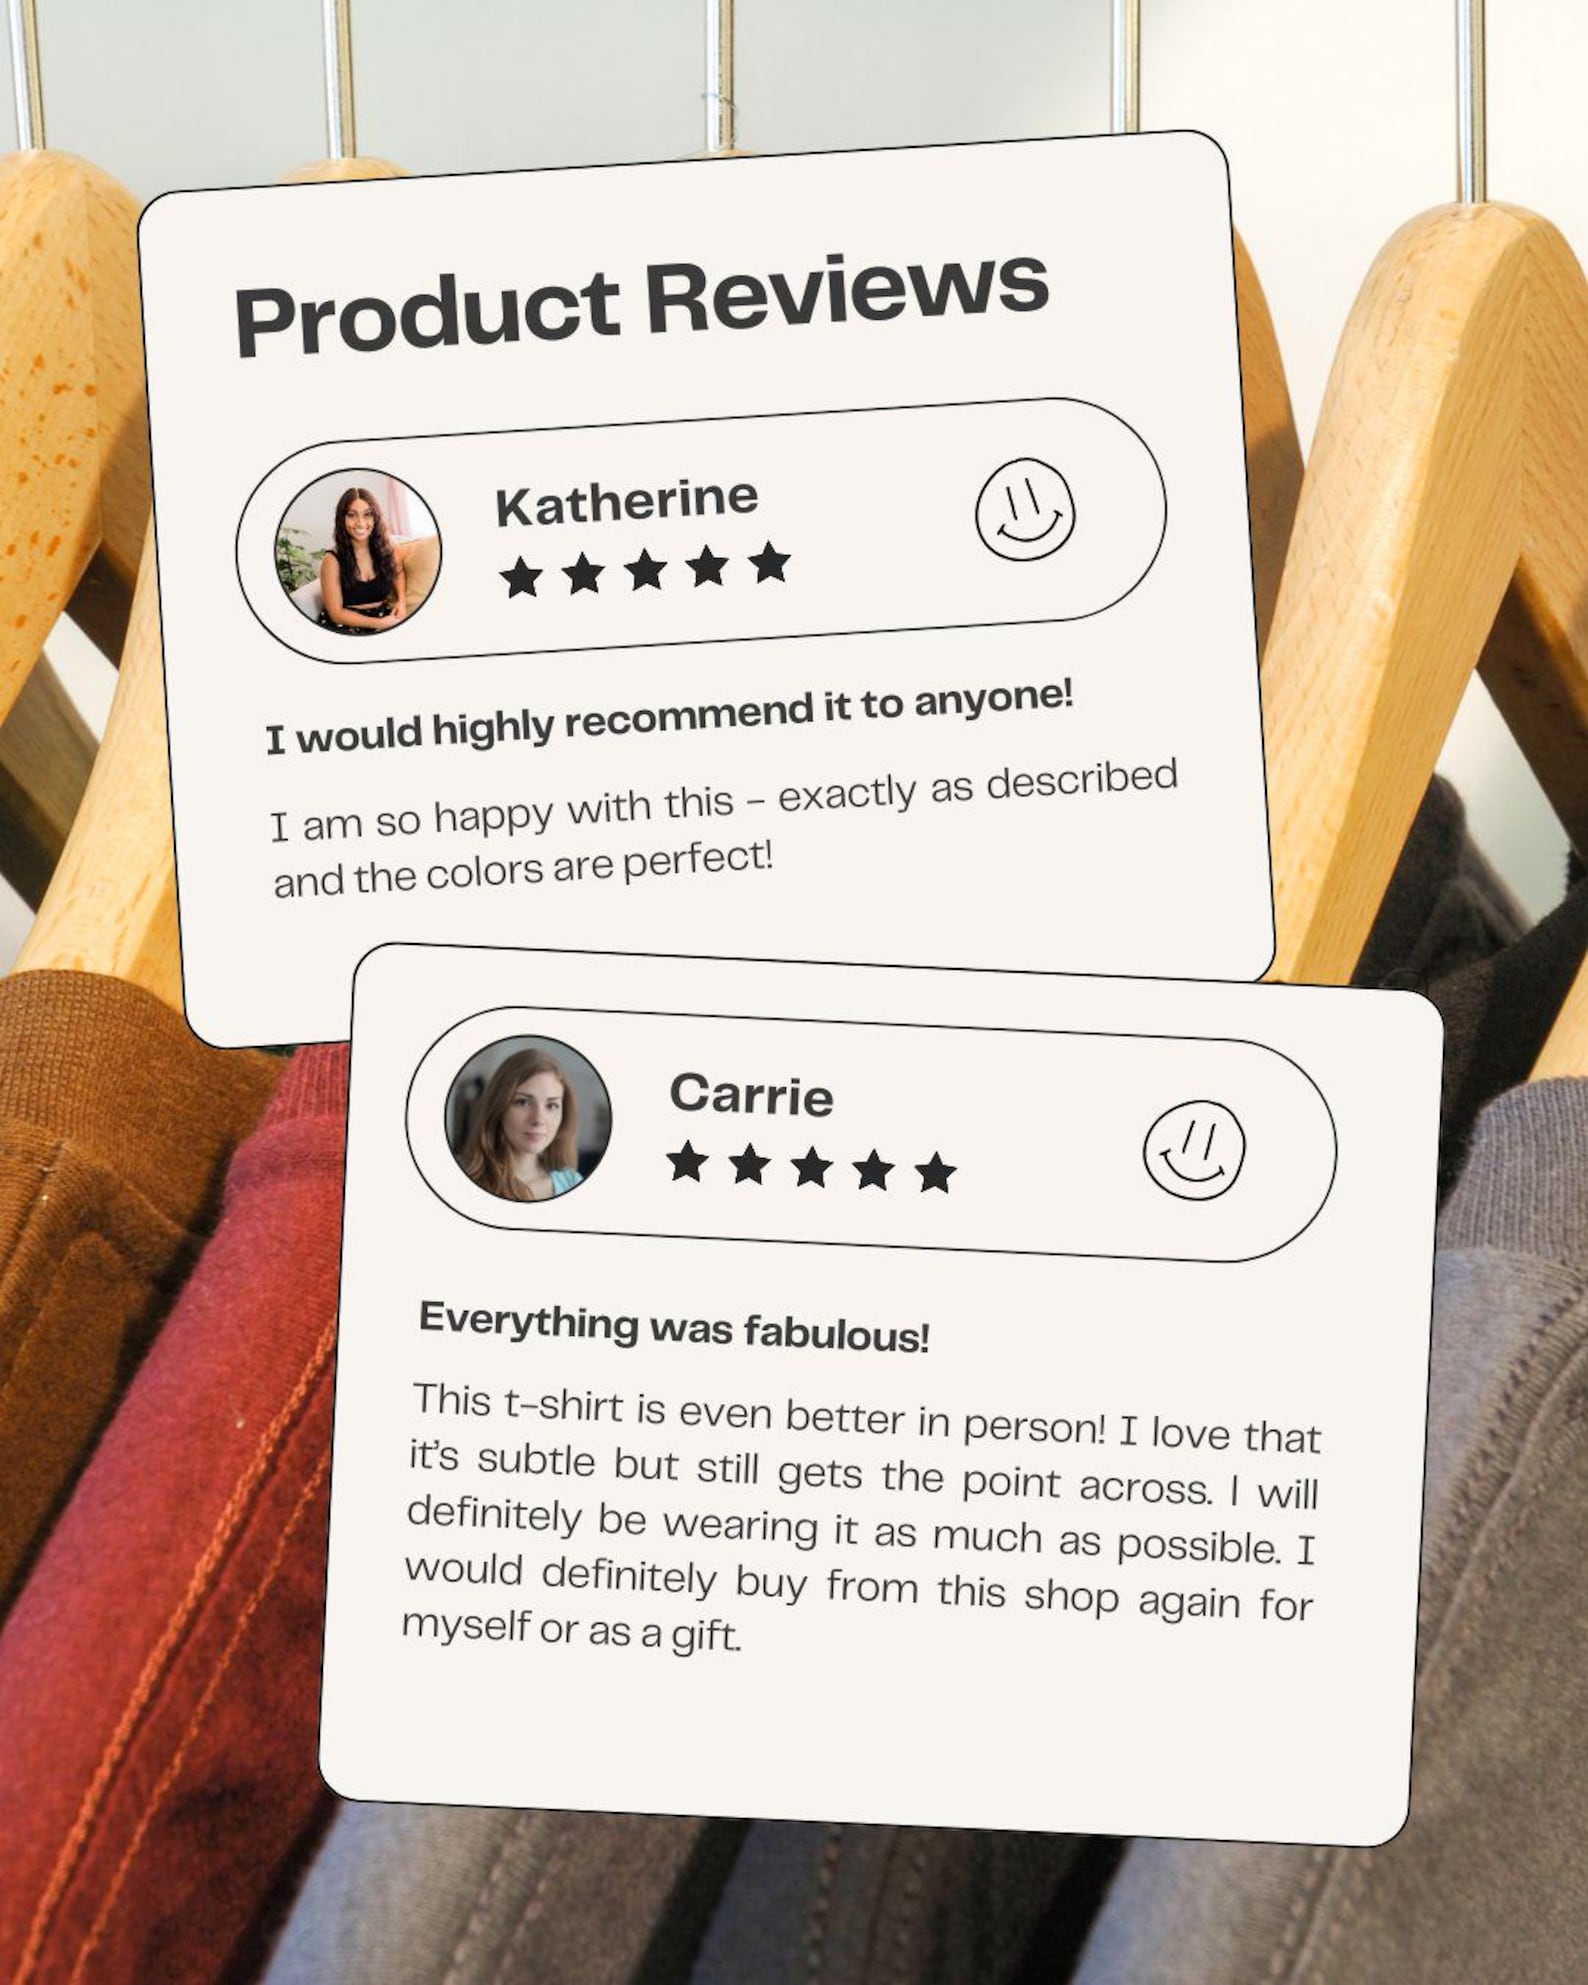 Product Reviews
Katherine
I would highly recommend it to anyone!
I am so happy with this – exactly as described
and the colors are perfect!
Carrie
Everything was fabulous!
This t-shirt is even better in person! I love that
it's subtle but still gets the point across. I will
definitely be wearing it as much as possible. I
would definitely buy from this shop again for
myself or as a gift.